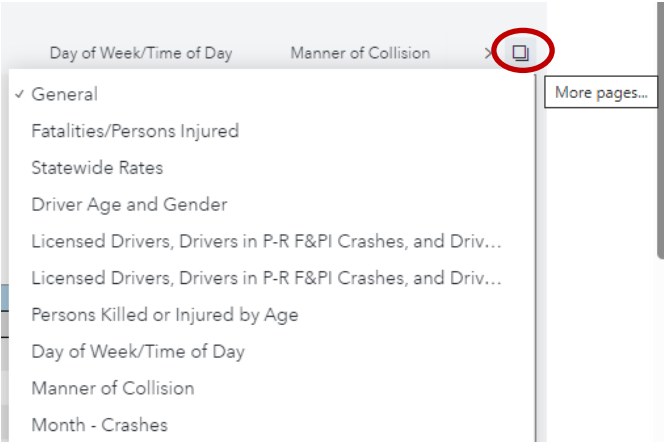 Day of Week/Time of Day Manner of Collision >
✓ General
More pages...
Fatalities/Persons Injured
Statewide Rates
Driver Age and Gender
Licensed Drivers, Drivers in P-R F&PI Crashes, and Driv...
Licensed Drivers, Drivers in P-R F&PI Crashes, and Driv...
Persons Killed or Injured by Age
Day of Week/Time of Day
Manner of Collision
Month - Crashes